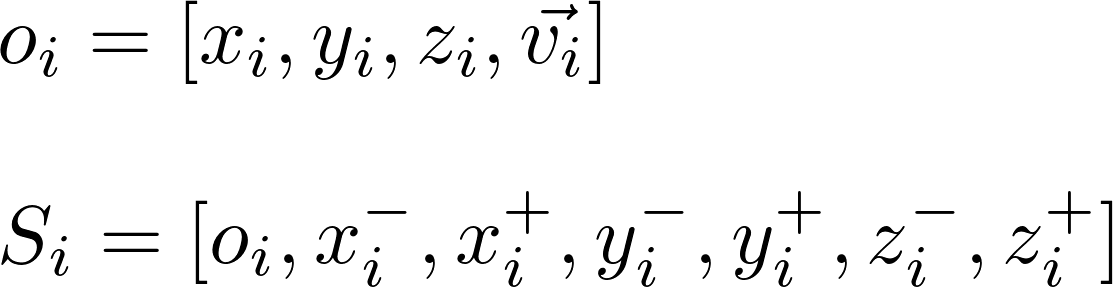 $o_i = [x_i, y_i, z_i, \vec{v_i}]$
$S_i = [o_i, x_i^-, x_i^+, y_i^-, y_i^+, z_i^-, z_i^+]$